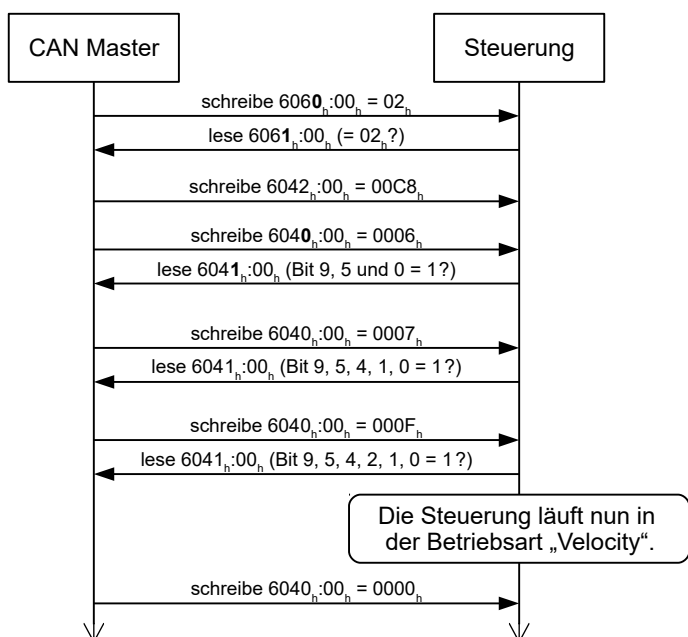 CAN Master
Steuerung
schreibe 6060h:00h = 02h
lese 6061h:00h (= 02h?)
schreibe 6042h:00h = 00C8h
schreibe 6040h:00h = 0006h
lese 6041h:00h (Bit 9, 5 und 0 = 1?)
schreibe 6040h:00h = 0007h
lese 6041h:00h (Bit 9, 5, 4, 1, 0 = 1?)
schreibe 6040h:00h = 000Fh
lese 6041h:00h (Bit 9, 5, 4, 2, 1, 0 = 1?)
Die Steuerung läuft nun in
der Betriebsart „Velocity“.
schreibe 6040h:00h = 0000h